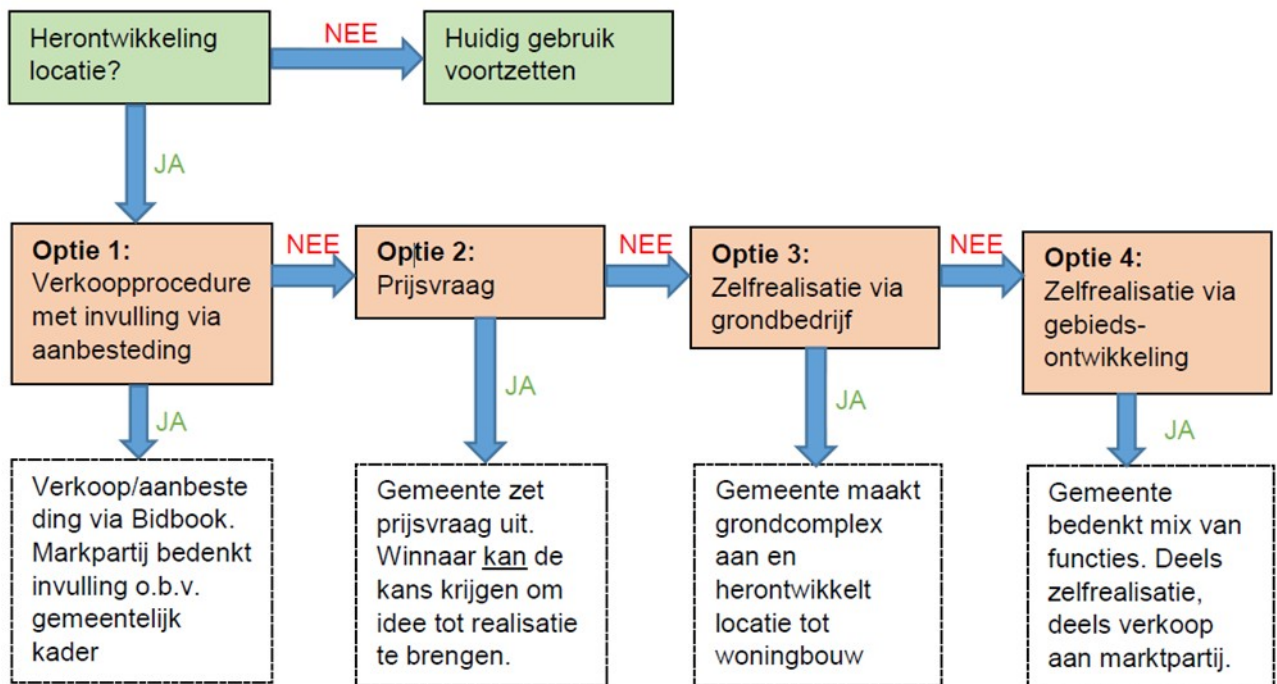 Herontwikkeling
locatie?
NEE
Huidig gebruik
voortzetten
JA
Optie 1:
Verkoopprocedure
met invulling via
aanbesteding
NEE
Optie 2:
Prijsvraag
NEE
Optie 3:
Zelfrealisatie via
grondbedrijf
NEE
Optie 4:
Zelfrealisatie via
gebieds-
ontwikkeling
JA
JA
JA
JA
Verkoop/aanbeste
ding via Bidbook.
Markpartij bedenkt
invulling o.b.v.
gemeentelijk
kader
Gemeente zet
prijsvraag uit.
Winnaar kan de
kans krijgen om
idee tot realisatie
te brengen.
Gemeente maakt
grondcomplex
aan en
herontwikkelt
locatie tot
woningbouw
Gemeente
bedenkt mix van
functies. Deels
zelfrealisatie,
deels verkoop
aan marktpartij.